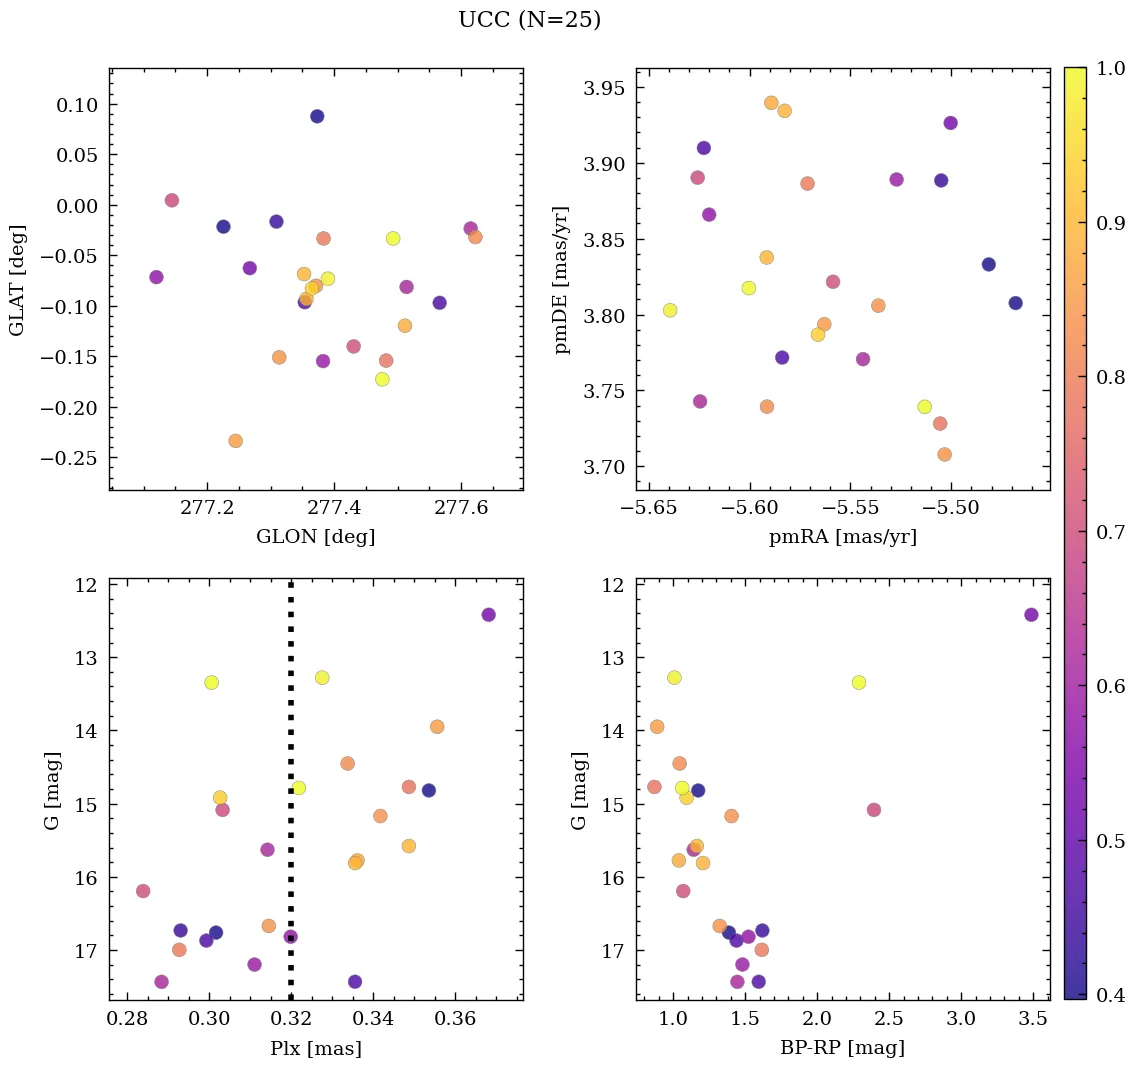 UCC (N=25)
0.10
0.05
0.00
−0.05
−0.10
−0.15
−0.20
−0.25
GLAT [deg]
277.2 277.4 277.6
GLON [deg]
3.95
3.90
3.85
3.80
3.75
3.70
pmDE [mas/yr]
−5.65 −5.60 −5.55 −5.50
pmRA [mas/yr]
12
13
14
15
16
17
G [mag]
0.28 0.30 0.32 0.34 0.36
Plx [mas]
12
13
14
15
16
17
G [mag]
1.0 1.5 2.0 2.5 3.0 3.5
BP-RP [mag]
1.0
0.9
0.8
0.7
0.6
0.5
0.4